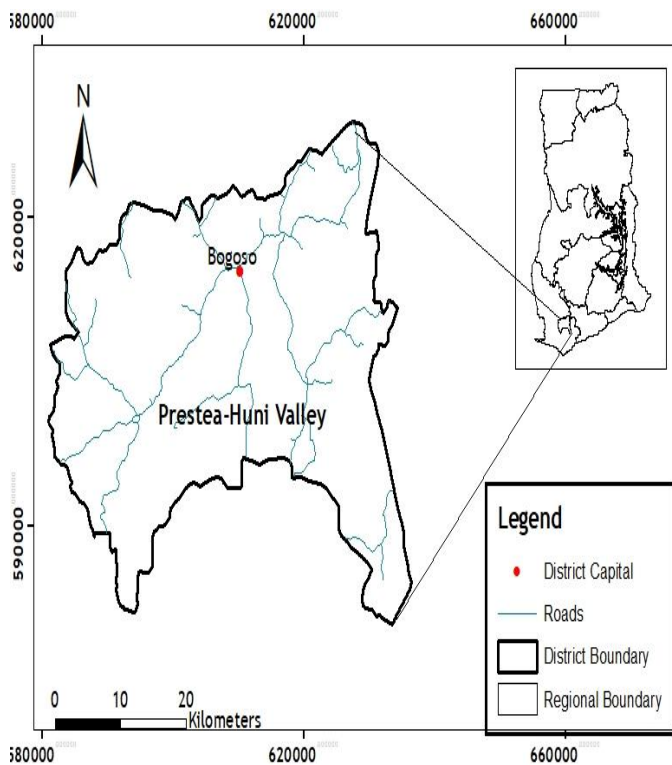 580000 620000 660000
N
620000
Bogoso
Prestea-Huni Valley
590000
Legend
District Capital
Roads
District Boundary
Regional Boundary
0 10 20
Kilometers
580000 620000 660000